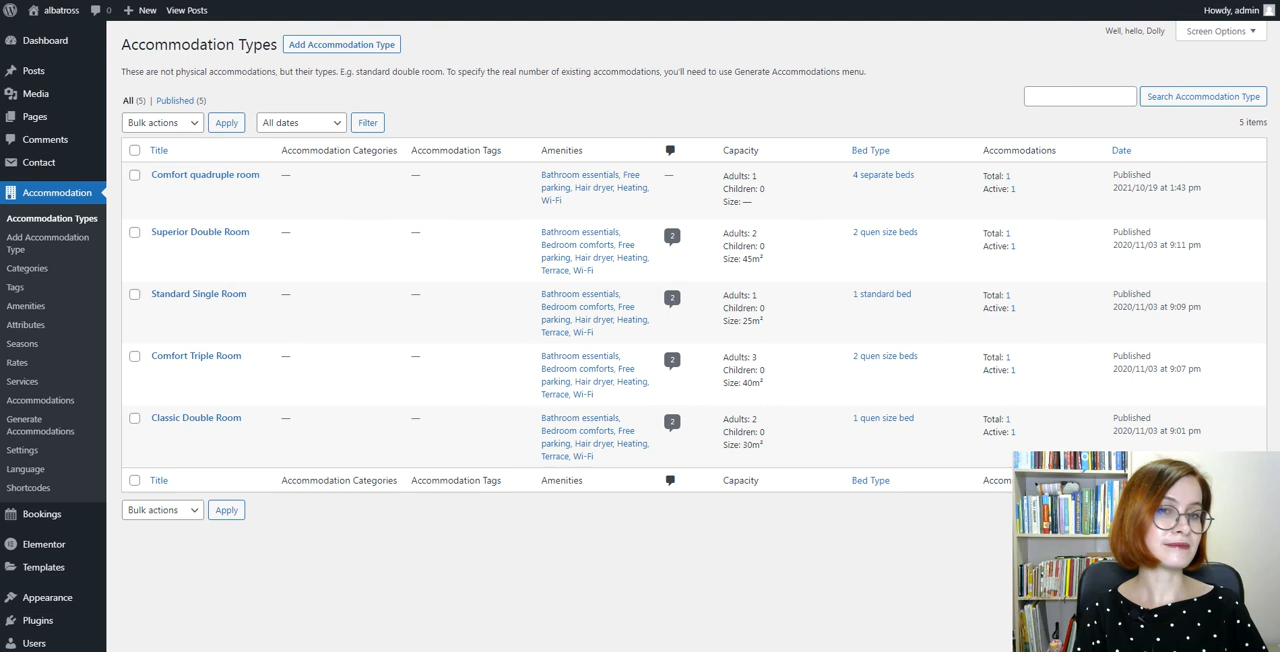 albatross 0 New View Posts Howdy, admin
Dashboard
Posts
Media
Pages
Comments
Contact
Accommodation
Accommodation Types
Add Accommodation
Type
Categories
Tags
Amenities
Attributes
Seasons
Rates
Services
Accommodations
Generate
Accommodations
Settings
Language
Shortcodes
Bookings
Elementor
Templates
Appearance
Plugins
Users
Well, hello, Dolly Screen Options
Accommodation Types Add Accommodation Type
These are not physical accommodations, but their types. E.g. standard double room. To specify the real number of existing accommodations, you'll need to use Generate Accommodations menu.
All (5) | Published (5)
Search Accommodation Type
Bulk actions Apply All dates Filter
5 items
Title Accommodation Categories Accommodation Tags Amenities Capacity Bed Type Accommodations Date
Comfort quadruple room — — Bathroom essentials, Free — Adults: 1 4 separate beds Total: 1 Published
parking, Hair dryer, Heating, Children: 0 Active: 1 2021/10/19 at 1:43 pm
Wi-Fi Size: —
Superior Double Room — — Bathroom essentials, 2 Adults: 2 2 quen size beds Total: 1 Published
Bedroom comforts, Free Children: 0 Active: 1 2020/11/03 at 9:11 pm
parking, Hair dryer, Heating, Size: 45m²
Terrace, Wi-Fi
Standard Single Room — — Bathroom essentials, 2 Adults: 1 1 standard bed Total: 1 Published
Bedroom comforts, Free Children: 0 Active: 1 2020/11/03 at 9:09 pm
parking, Hair dryer, Heating, Size: 25m²
Terrace, Wi-Fi
Comfort Triple Room — — Bathroom essentials, 2 Adults: 3 2 quen size beds Total: 1 Published
Bedroom comforts, Free Children: 0 Active: 1 2020/11/03 at 9:07 pm
parking, Hair dryer, Heating, Size: 40m²
Terrace, Wi-Fi
Classic Double Room — — Bathroom essentials, 2 Adults: 2 1 quen size bed Total: 1 Published
Bedroom comforts, Free Children: 0 Active: 1 2020/11/03 at 9:01 pm
parking, Hair dryer, Heating, Size: 30m²
Terrace, Wi-Fi
Title Accommodation Categories Accommodation Tags Amenities Capacity Bed Type Accom
Bulk actions Apply